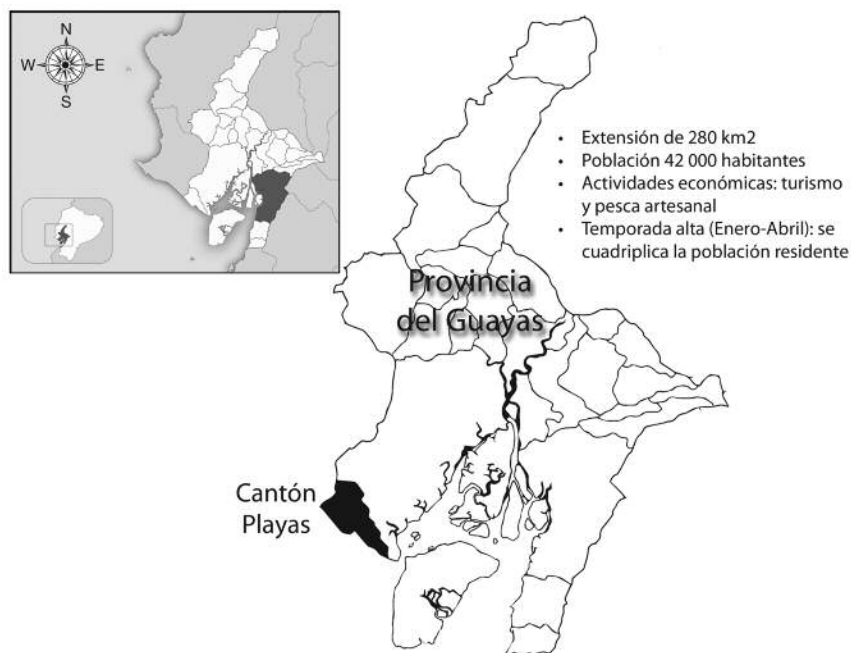 N
W E
S
• Extensión de 280 km2
• Población 42 000 habitantes
• Actividades económicas: turismo
y pesca artesanal
• Temporada alta (Enero-Abril): se
cuadriplica la población residente
Provincia
del Guayas
Cantón
Playas